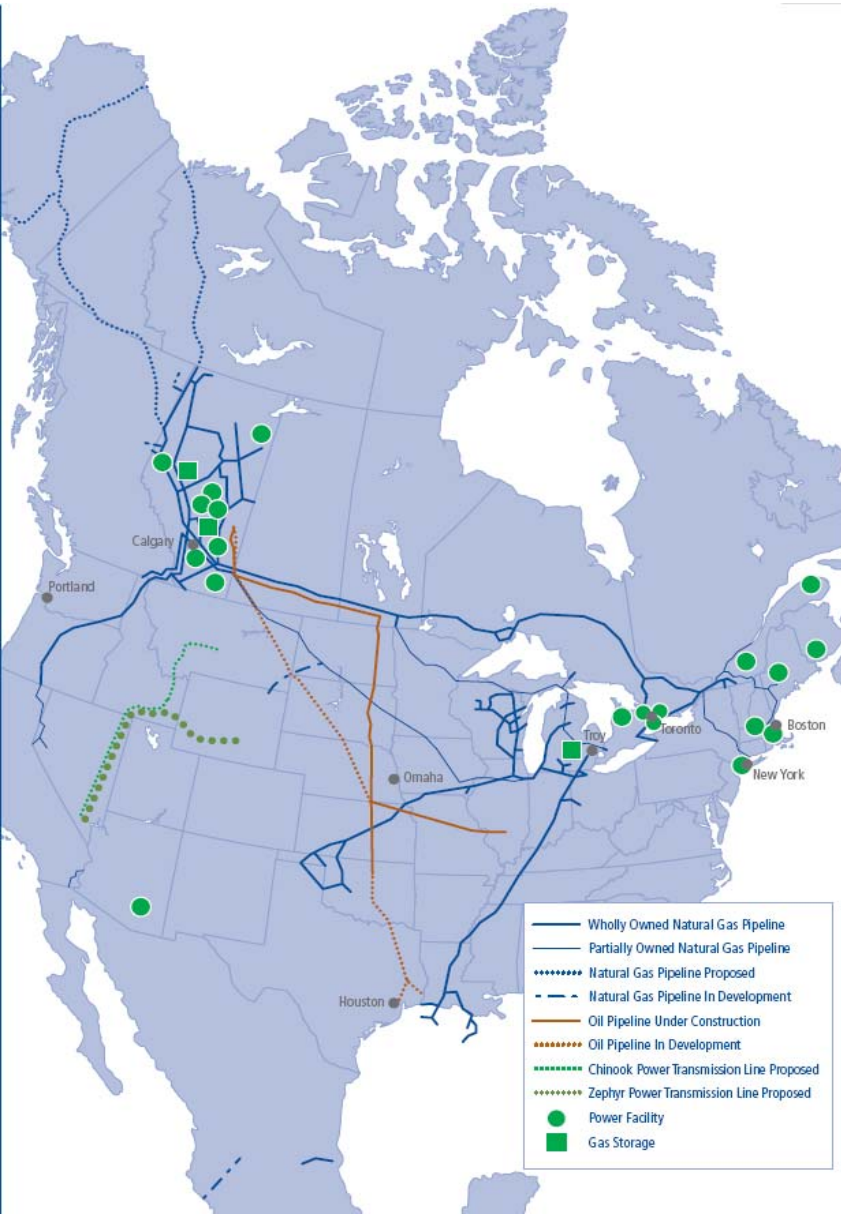 Calgary
Portland
Troy
Toronto
Boston
Omaha
New York
Houston
Wholly Owned Natural Gas Pipeline
Partially Owned Natural Gas Pipeline
Natural Gas Pipeline Proposed
Natural Gas Pipeline In Development
Oil Pipeline Under Construction
Oil Pipeline In Development
Chinook Power Transmission Line Proposed
Zephyr Power Transmission Line Proposed
Power Facility
Gas Storage